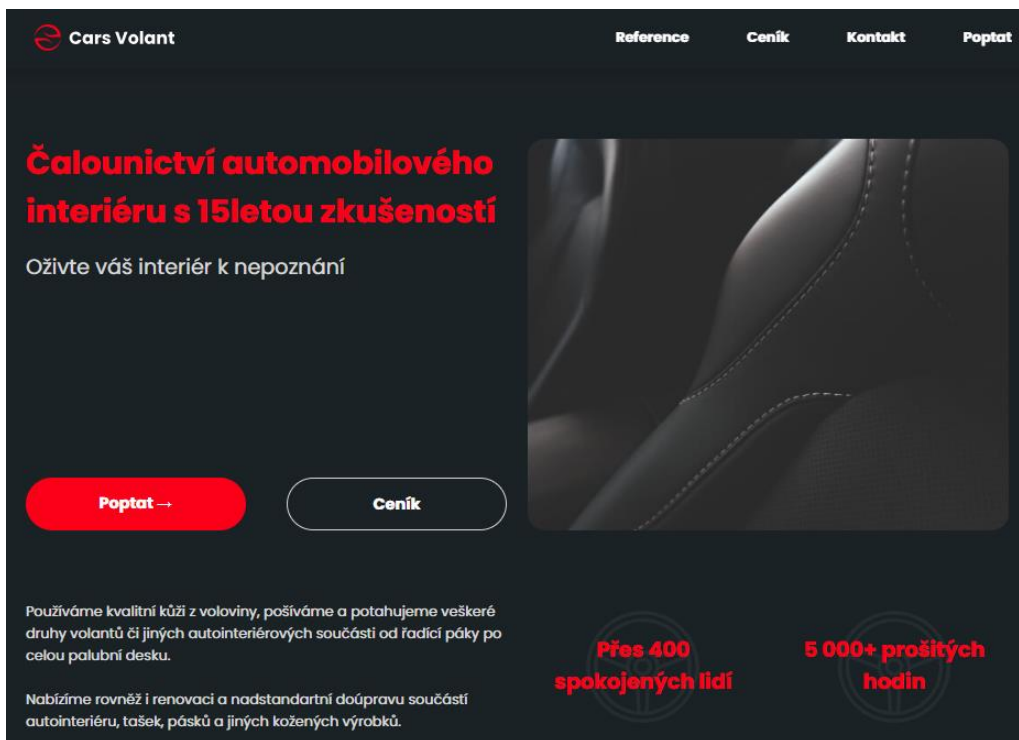 Cars Volant
Reference Ceník Kontakt Poptat
Čalounictví automobilového
interiéru s 15letou zkušeností
Oživte váš interiér k nepoznání
Poptat →
Ceník
Používáme kvalitní kůži z voloviny, pošíváme a potahujeme veškeré
druhy volantů či jiných autointeriérových součásti od řadící páky po
celou palubní desku.
Nabízíme rovněž i renovaci a nadstandartní doúpravu součástí
autointeriéru, tašek, pásků a jiných kožených výrobků.
Přes 400
spokojených lidí
5 000+ prošitých
hodin